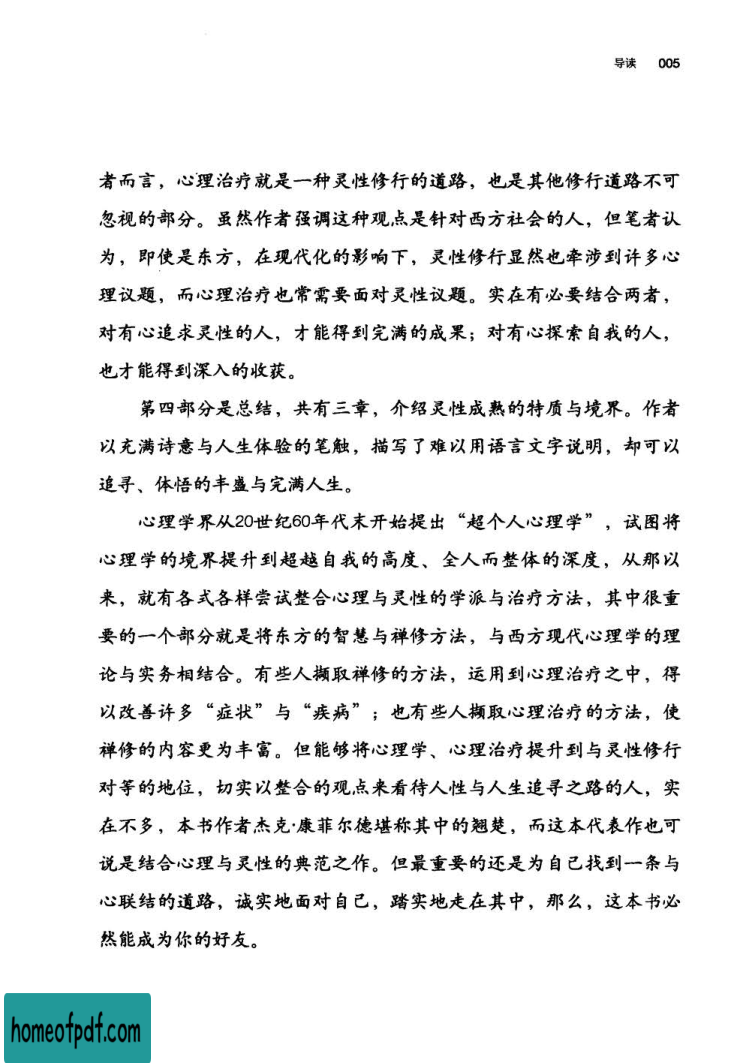 导读 005
者而言，心理治疗就是一种灵性修行的道路，也是其他修行道路不可
忽视的部分。虽然作者强调这种观点是针对西方社会的人，但笔者认
为，即使是东方，在现代化的影响下，灵性修行显然也牵涉到许多心
理议题，而心理治疗也常需要面对灵性议题。实在有必要结合两者，
对有心追求灵性的人，才能得到完满的成果；对有心探索自我的人，
也才能得到深入的收获。
第四部分是总结，共有三章，介绍灵性成熟的特质与境界。作者
以充满诗意与人生体验的笔触，描写了难以用语言文字说明，却可以
追寻、体悟的丰盛与完满人生。
心理学界从20世纪60年代末开始提出“超个人心理学”，试图将
心理学的境界提升到超越自我的高度、全人而整体的深度，从那以
来，就有各式各样尝试整合心理与灵性的学派与治疗方法，其中很重
要的一个部分就是将东方的智慧与禅修方法，与西方现代心理学的理
论与实务相结合。有些人撷取禅修的方法，运用到心理治疗之中，得
以改善许多“症状”与“疾病”；也有些人撷取心理治疗的方法，使
禅修的内容更为丰富。但能够将心理学、心理治疗提升到与灵性修行
对等的地位，切实以整合的观点来看待人性与人生追寻之路的人，实
在不多，本书作者杰克·康菲尔德堪称其中的翘楚，而这本代表作也可
说是结合心理与灵性的典范之作。但最重要的还是为自己找到一条与
心联结的道路，诚实地面对自己，踏实地走在其中，那么，这本书必
然能成为你的好友。
homeofpdf.com